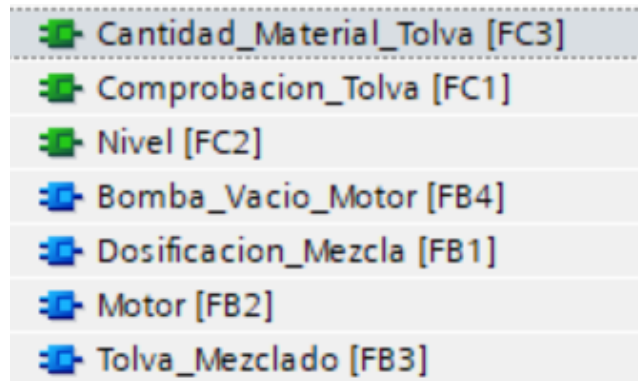 Cantidad_Material_Tolva [FC3]
Comprobacion_Tolva [FC1]
Nivel [FC2]
Bomba_Vacio_Motor [FB4]
Dosificacion_Mezcla [FB1]
Motor [FB2]
Tolva_Mezclado [FB3]